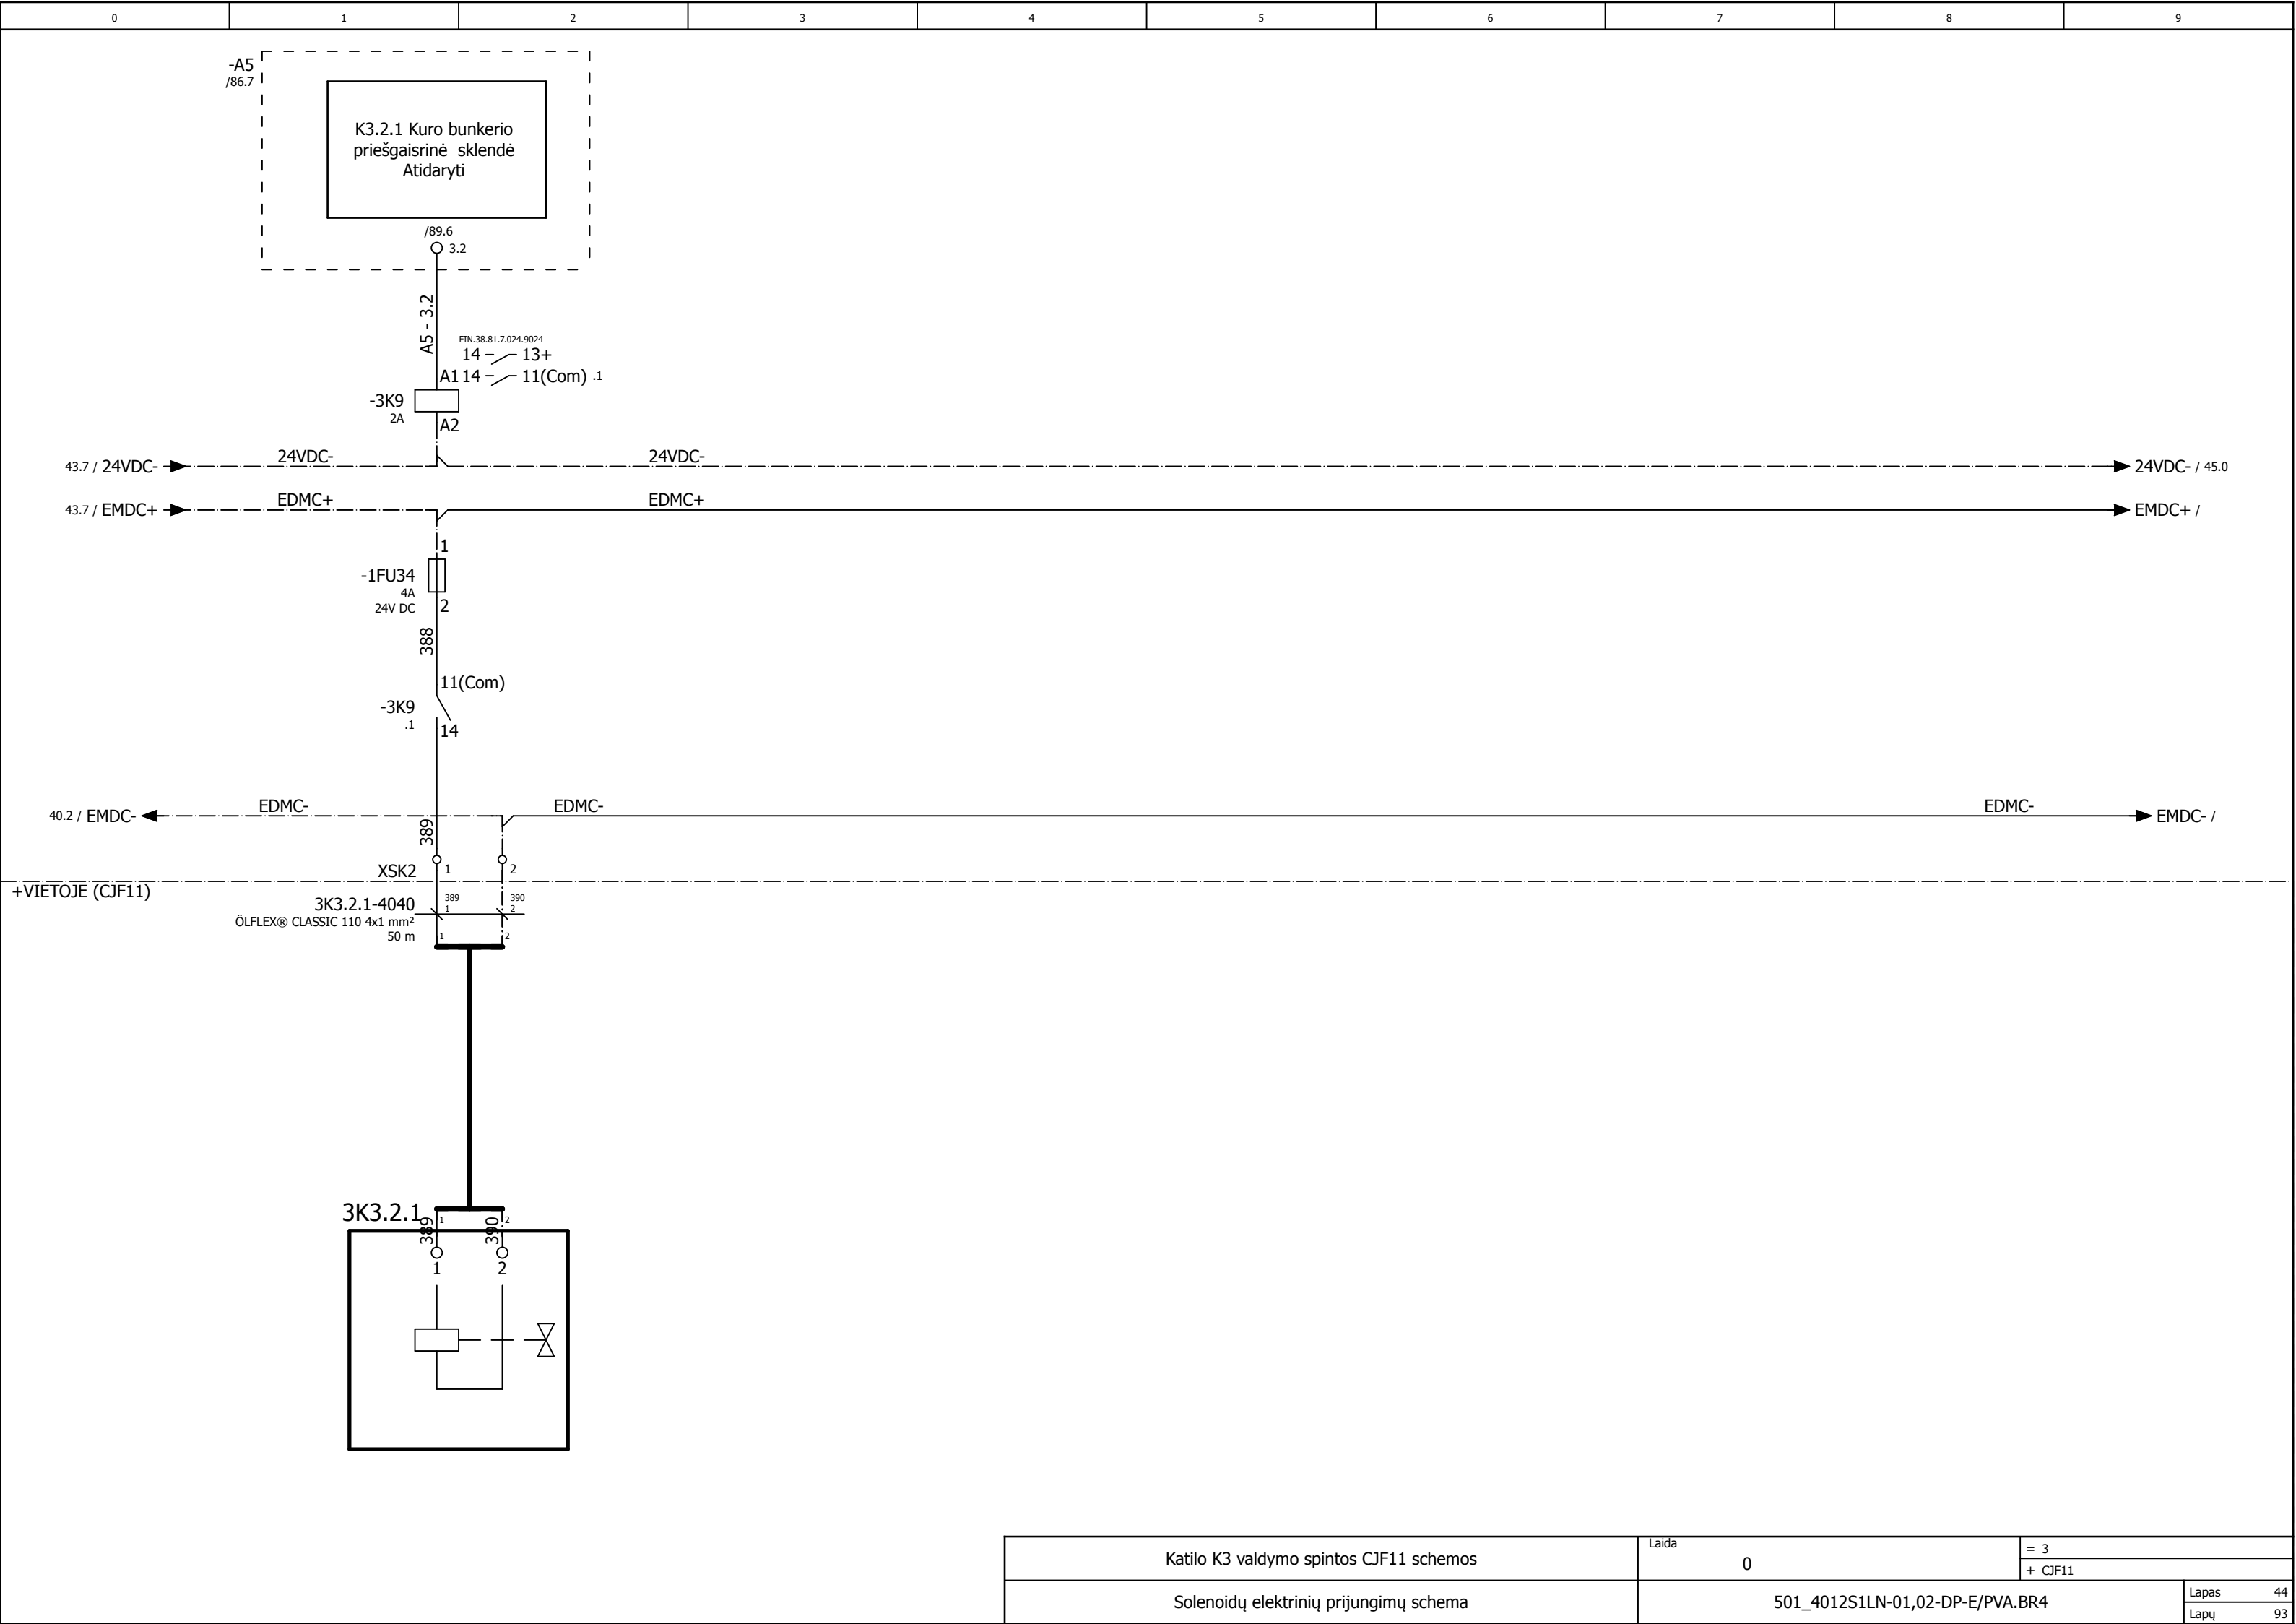 0 1 2 3 4 5 6 7 8 9
-A5
/86.7
K3.2.1 Kuro bunkerio
priešgaisrinė sklendė
Atidaryti
/89.6
3.2
A5 - 3.2
FIN.38.81.7.024.9024
14 13+
A1 14 11(Com) .1
-3K9
2A
A2
43.7 / 24VDC- 24VDC- 24VDC- 24VDC- / 45.0
43.7 / EMDC+ EDMC+ EDMC+ EMDC+ /
1
-1FU34
4A
24V DC
2
388
11(Com)
-3K9
.1
14
40.2 / EMDC- EDMC- EDMC- EDMC- EMDC- /
389
XSK2 1 2
+VIETOJE (CJF11)
3K3.2.1-4040 389 390
1 2
ÖLFLEX® CLASSIC 110 4x1 mm²
50 m 1 2
3K3.2.1 1 2
389 390
1 2
Katilo K3 valdymo spintos CJF11 schemos
Laida
0
= 3
+ CJF11
Solenoidų elektrinių prijungimų schema
501_4012S1LN-01,02-DP-E/PVA.BR4
Lapas 44
Lapų 93